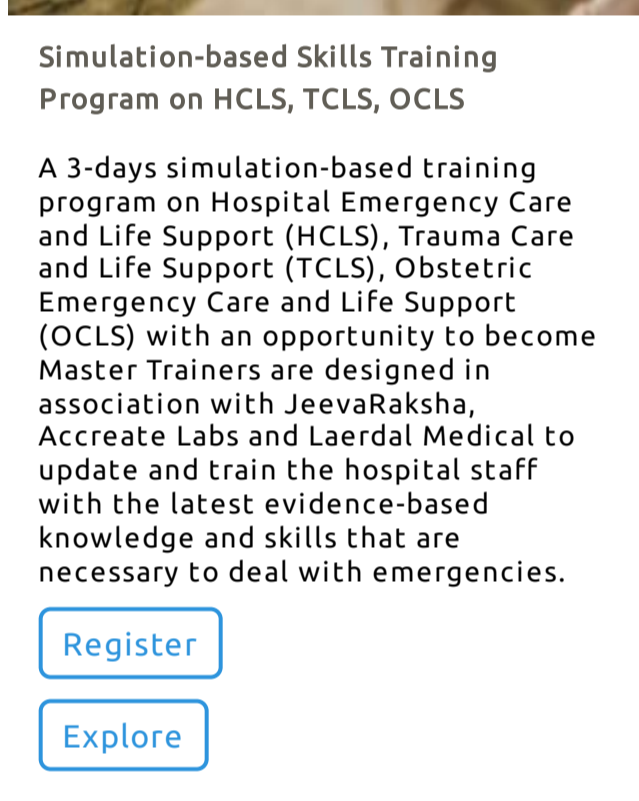 Simulation-based Skills Training
Program on HCLS, TCLS, OCLS
A 3-days simulation-based training
program on Hospital Emergency Care
and Life Support (HCLS), Trauma Care
and Life Support (TCLS), Obstetric
Emergency Care and Life Support
(OCLS) with an opportunity to become
Master Trainers are designed in
association with JeevaRaksha,
Accreate Labs and Laerdal Medical to
update and train the hospital staff
with the latest evidence-based
knowledge and skills that are
necessary to deal with emergencies.
Register
Explore